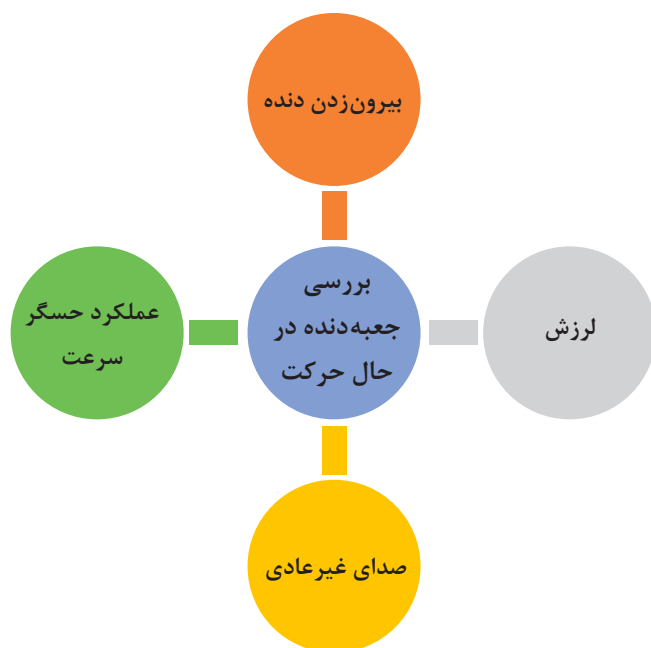 بیرون‌زدن دنده
بررسی
جعبه‌دنده در
حال حرکت
لرزش
عملکرد حسگر
سرعت
صدای غیرعادی